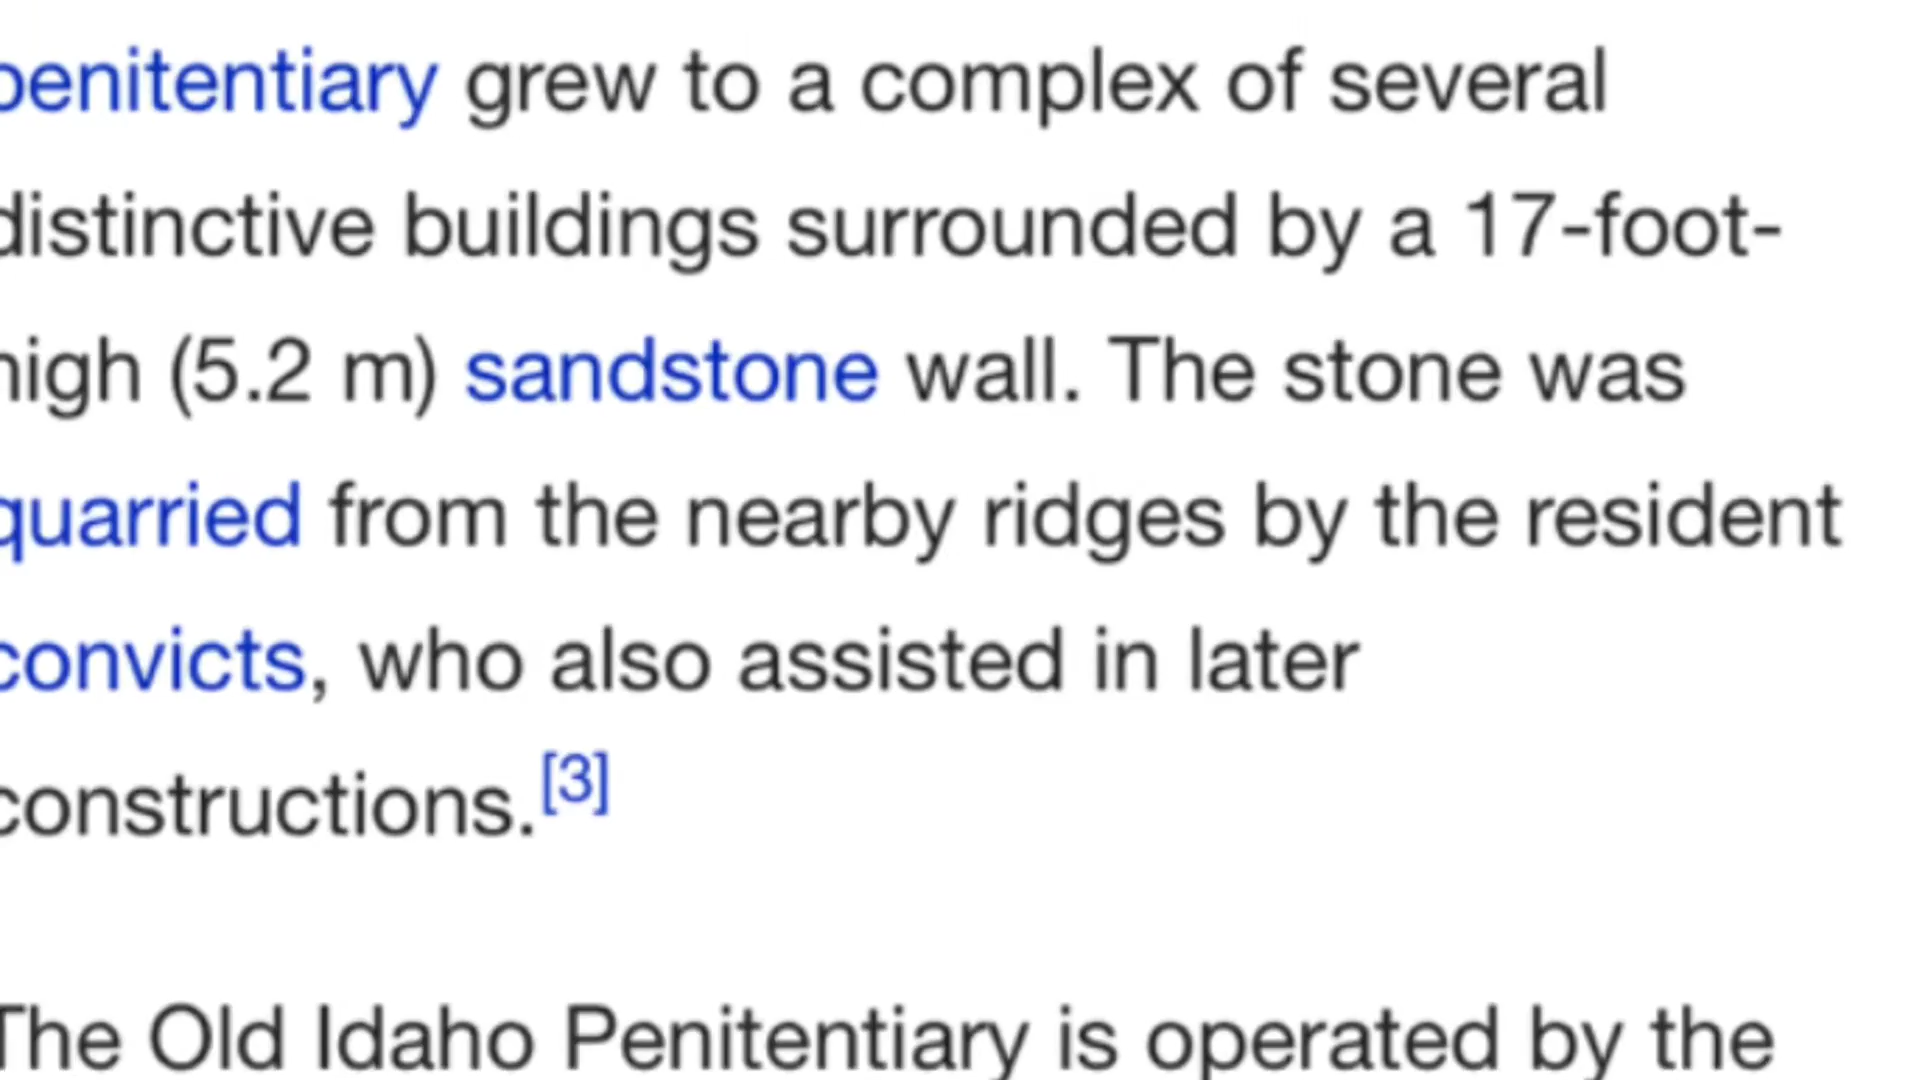 penitentiary grew to a complex of several
distinctive buildings surrounded by a 17-foot-
high (5.2 m) sandstone wall. The stone was
quarried from the nearby ridges by the resident
convicts, who also assisted in later
constructions.[3]
The Old Idaho Penitentiary is operated by the